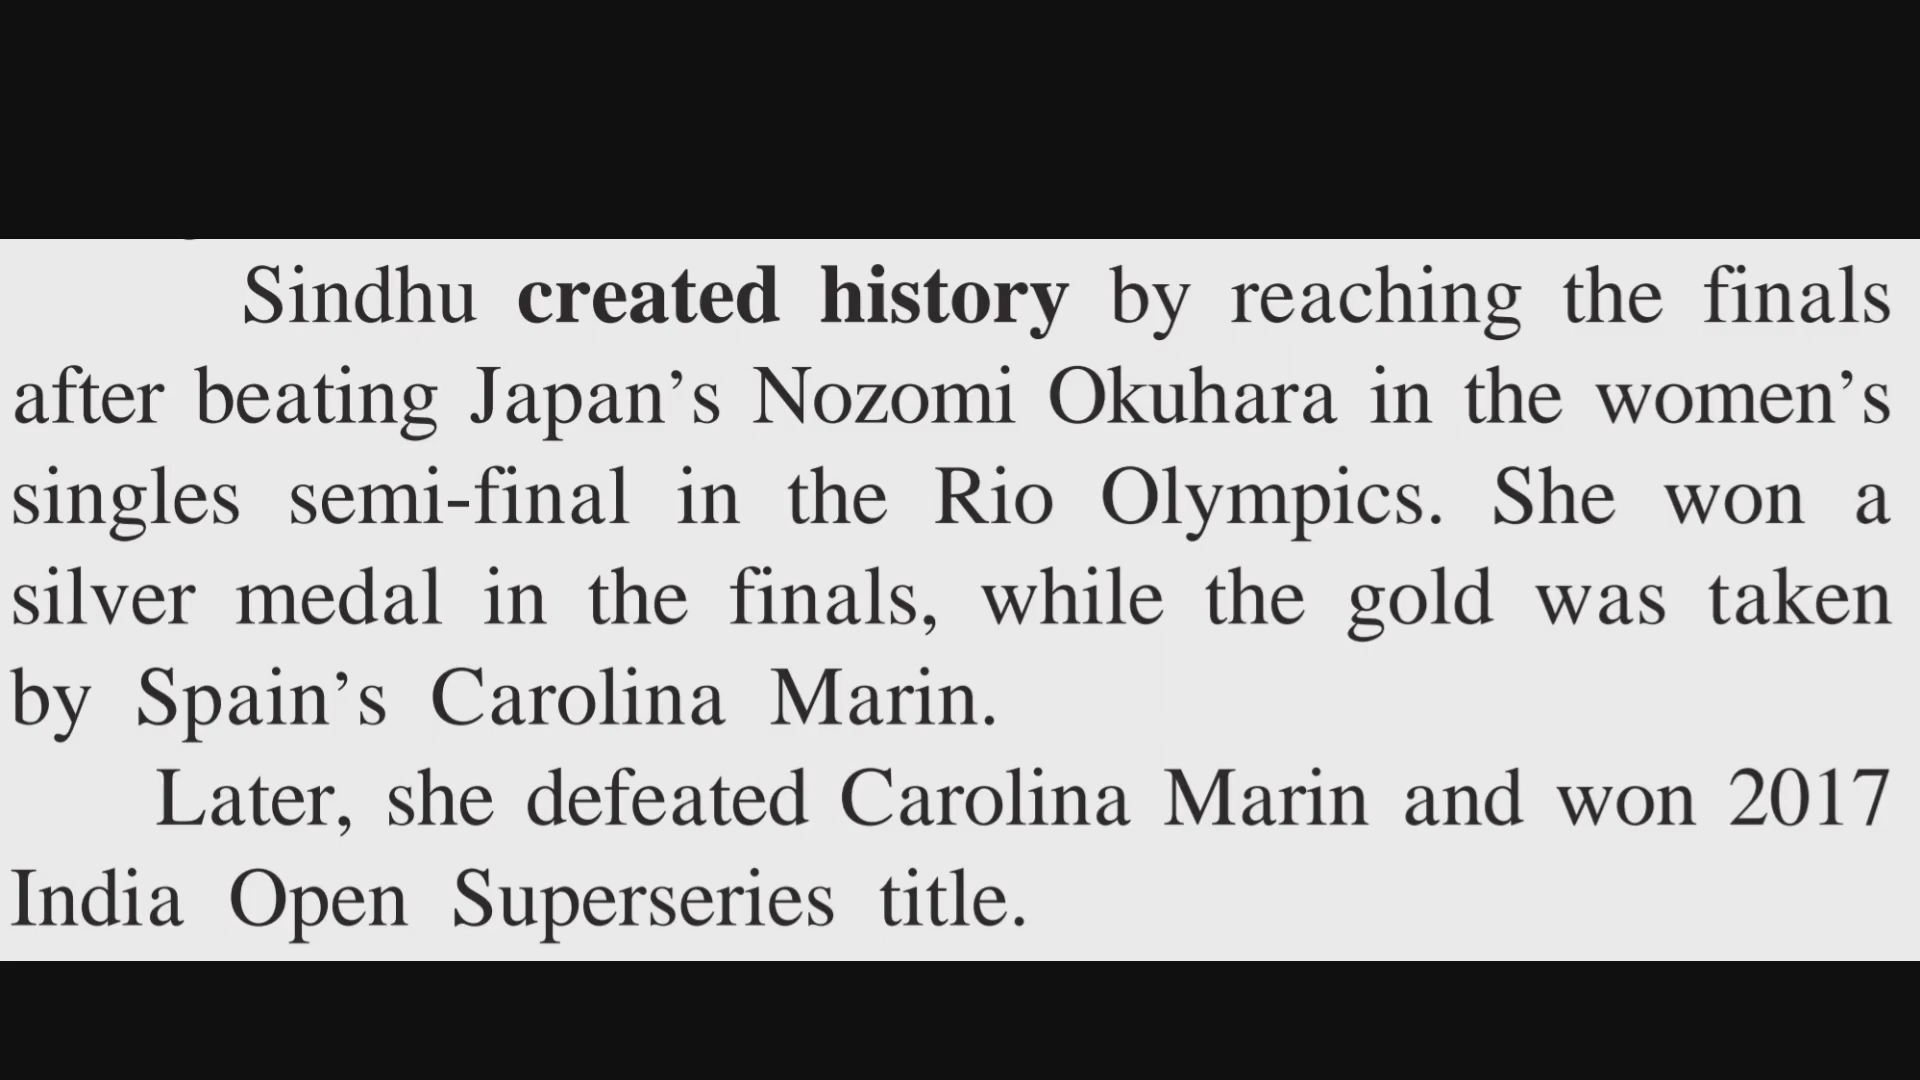 Sindhu created history by reaching the finals
after beating Japan’s Nozomi Okuhara in the women’s
singles semi-final in the Rio Olympics. She won a
silver medal in the finals, while the gold was taken
by Spain’s Carolina Marin.
Later, she defeated Carolina Marin and won 2017
India Open Superseries title.